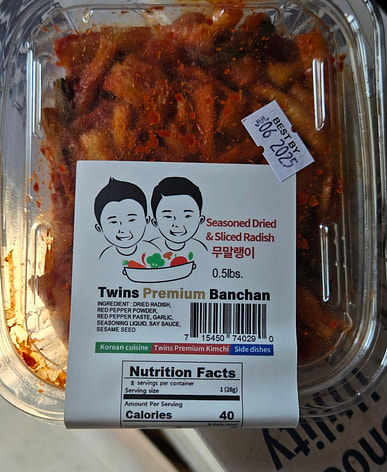 BEST BY
JUL
'06 2025
Seasoned Dried
& Sliced Radish
무말랭이
0.5lbs.
Twins Premium Banchan
INGREDIENT : DRIED RADISH,
RED PEPPER POWDER,
RED PEPPER PASTE, GARLIC,
SEASONING LIQUID, SAY SAUCE,
SESAME SEED
7 15450 74029 0
Korean cuisine Twins Premium Kimchi Side dishes
Nutrition Facts
8 servings per container
Serving size 1 (28g)
Amount Per Serving
Calories 40